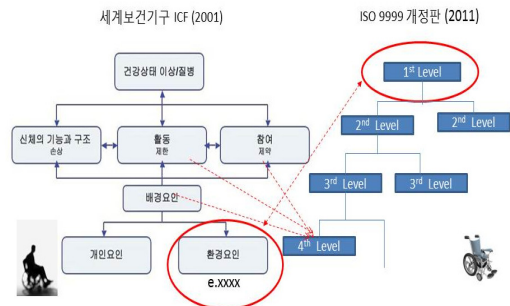 세계보건기구 ICF (2001)
ISO 9999 개정판 (2011)
건강상태 이상/질병
신체의 기능과 구조
손상
활동
제한
참여
제약
배경요인
개인요인
환경요인
e.xxxx
1st Level
2nd Level
2nd Level
3rd Level
3rd Level
4th Level